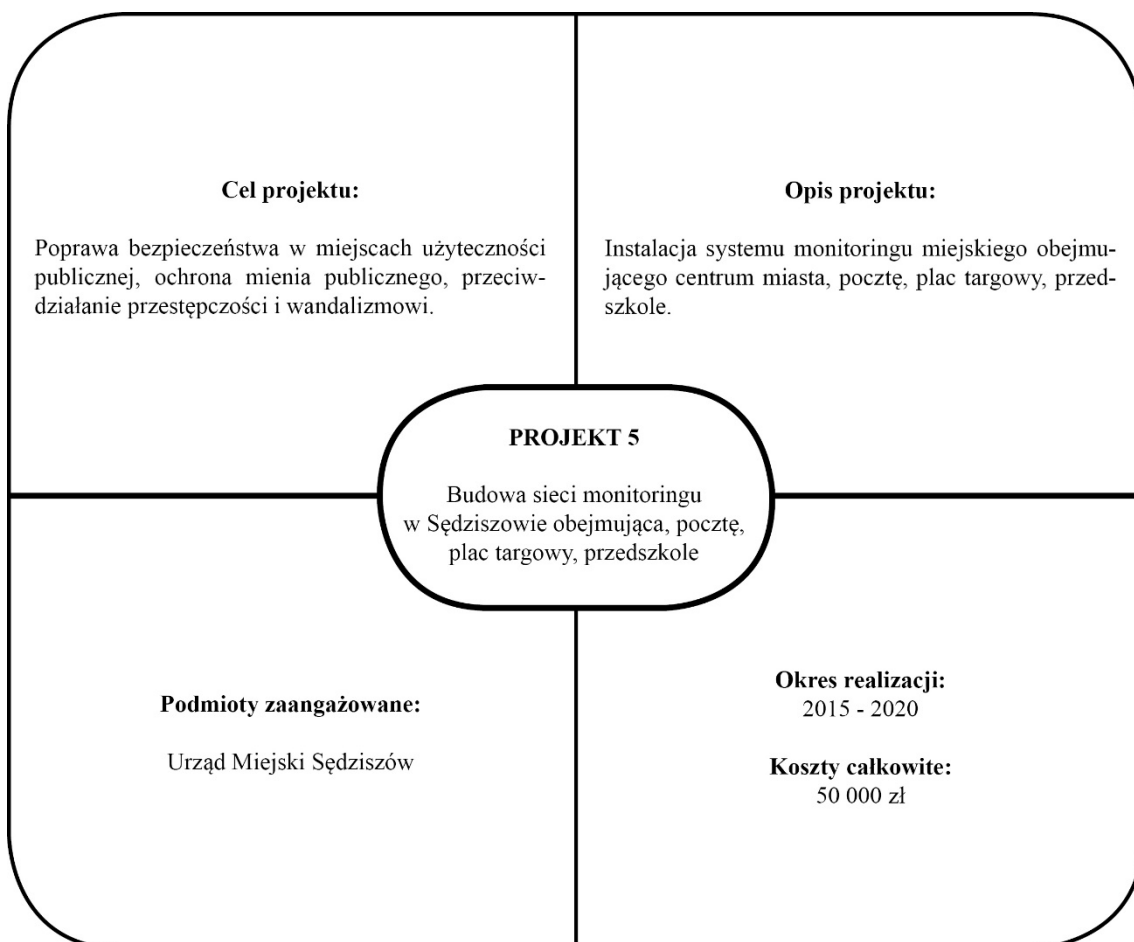 Cel projektu:
Poprawa bezpieczeństwa w miejscach użyteczności
publicznej, ochrona mienia publicznego, przeciw-
działanie przestępczości i wandalizmowi.
Opis projektu:
Instalacja systemu monitoringu miejskiego obejmu-
jącego centrum miasta, pocztę, plac targowy, przed-
szkole.
PROJEKT 5
Budowa sieci monitoringu
w Sędziszowie obejmująca, pocztę,
plac targowy, przedszkole
Podmioty zaangażowane:
Urząd Miejski Sędziszów
Okres realizacji:
2015 - 2020
Koszty całkowite:
50 000 zł